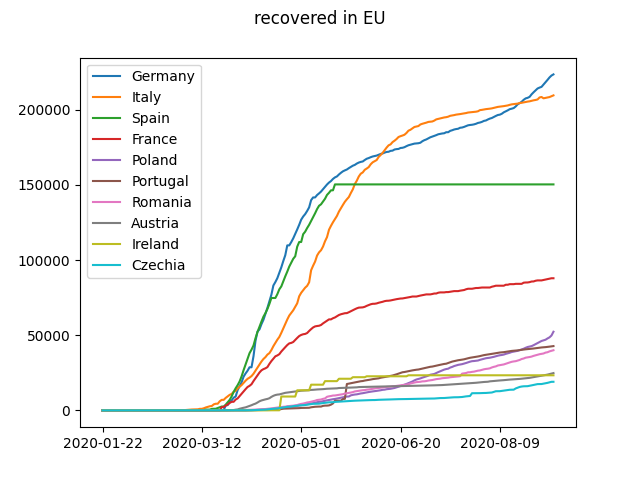 recovered in EU
Germany
Italy
Spain
France
Poland
Portugal
Romania
Austria
Ireland
Czechia
200000
150000
100000
50000
0
2020-01-22 2020-03-12 2020-05-01 2020-06-20 2020-08-09